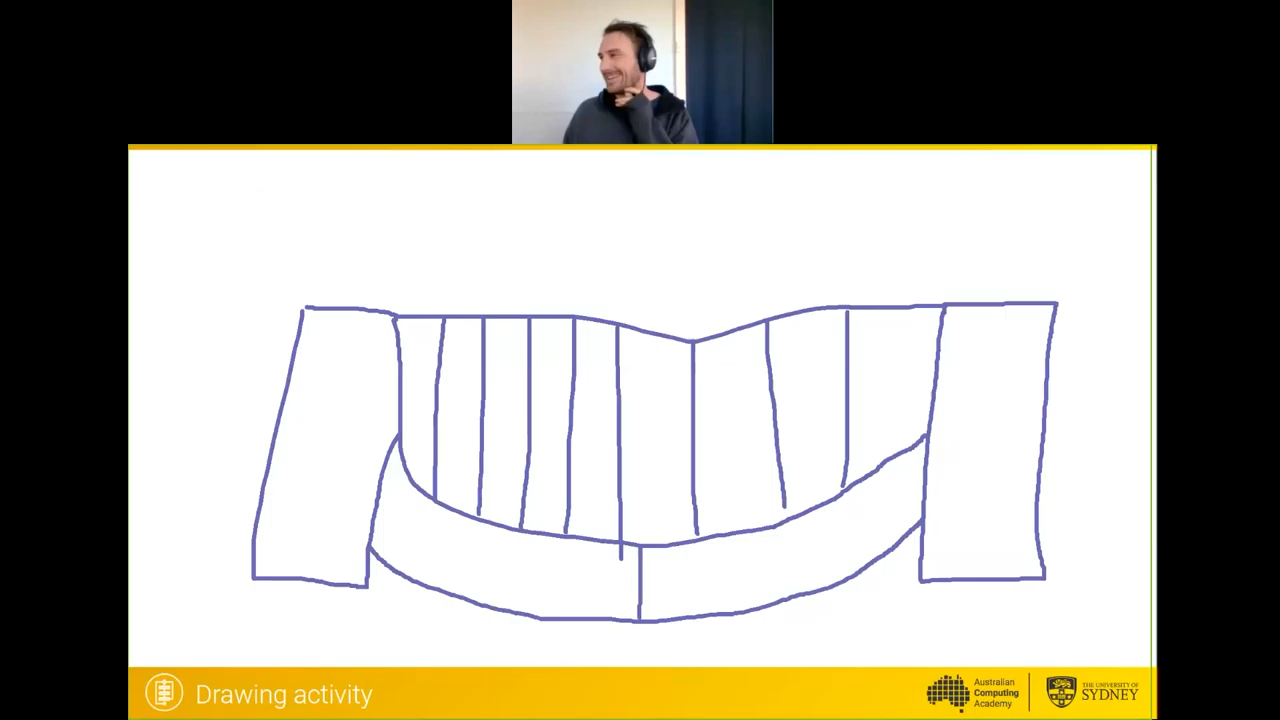 Drawing activity
Australian
Computing
Academy
THE UNIVERSITY OF
SYDNEY